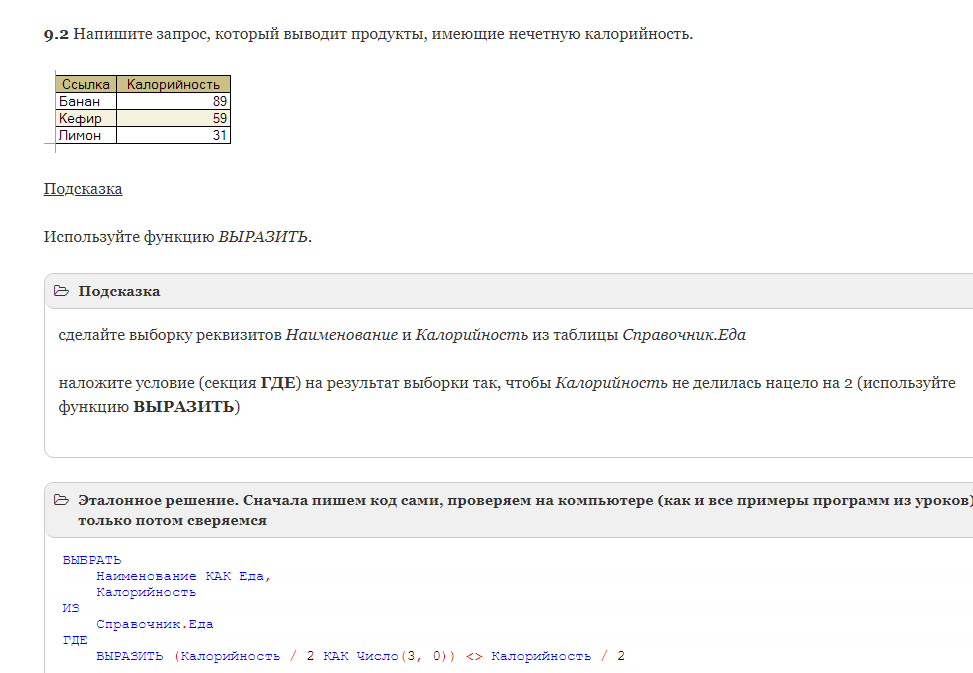 9.2 Напишите запрос, который выводит продукты, имеющие нечетную калорийность.
Ссылка Калорийность
Банан 89
Кефир 59
Лимон 31
Подсказка
Используйте функцию ВЫРАЗИТЬ.
Подсказка
сделайте выборку реквизитов Наименование и Калорийность из таблицы Справочник.Еда
наложите условие (секция ГДЕ) на результат выборки так, чтобы Калорийность не делилась нацело на 2 (используйте
функцию ВЫРАЗИТЬ)
Эталонное решение. Сначала пишем код сами, проверяем на компьютере (как и все примеры программ из уроков)
только потом сверяемся
ВЫБРАТЬ
Наименование КАК Еда,
Калорийность
ИЗ
Справочник.Еда
ГДЕ
ВЫРАЗИТЬ (Калорийность / 2 КАК Число(3, 0)) <> Калорийность / 2